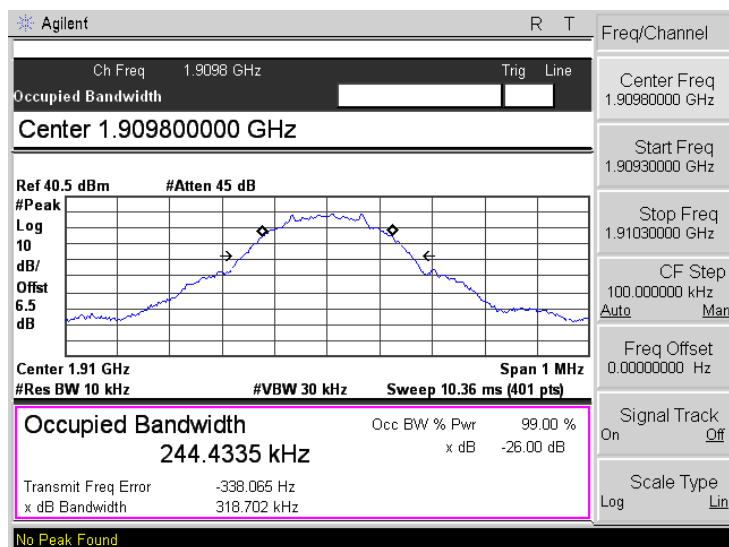 Agilent R T
Freq/Channel
Ch Freq 1.9098 GHz Trig Line
Occupied Bandwidth
Center 1.909800000 GHz
Ref 40.5 dBm #Atten 45 dB
#Peak
Log
10
dB/
Offst
6.5
dB
Center 1.91 GHz Span 1 MHz
#Res BW 10 kHz #VBW 30 kHz Sweep 10.36 ms (401 pts)
Occupied Bandwidth
244.4335 kHz
Occ BW % Pwr 99.00 %
x dB -26.00 dB
Transmit Freq Error -338.065 Hz
x dB Bandwidth 318.702 kHz
No Peak Found
Center Freq
1.90980000 GHz
Start Freq
1.90930000 GHz
Stop Freq
1.91030000 GHz
CF Step
100.000000 kHz
Auto Man
Freq Offset
0.00000000 Hz
Signal Track
On Off
Scale Type
Log Lin